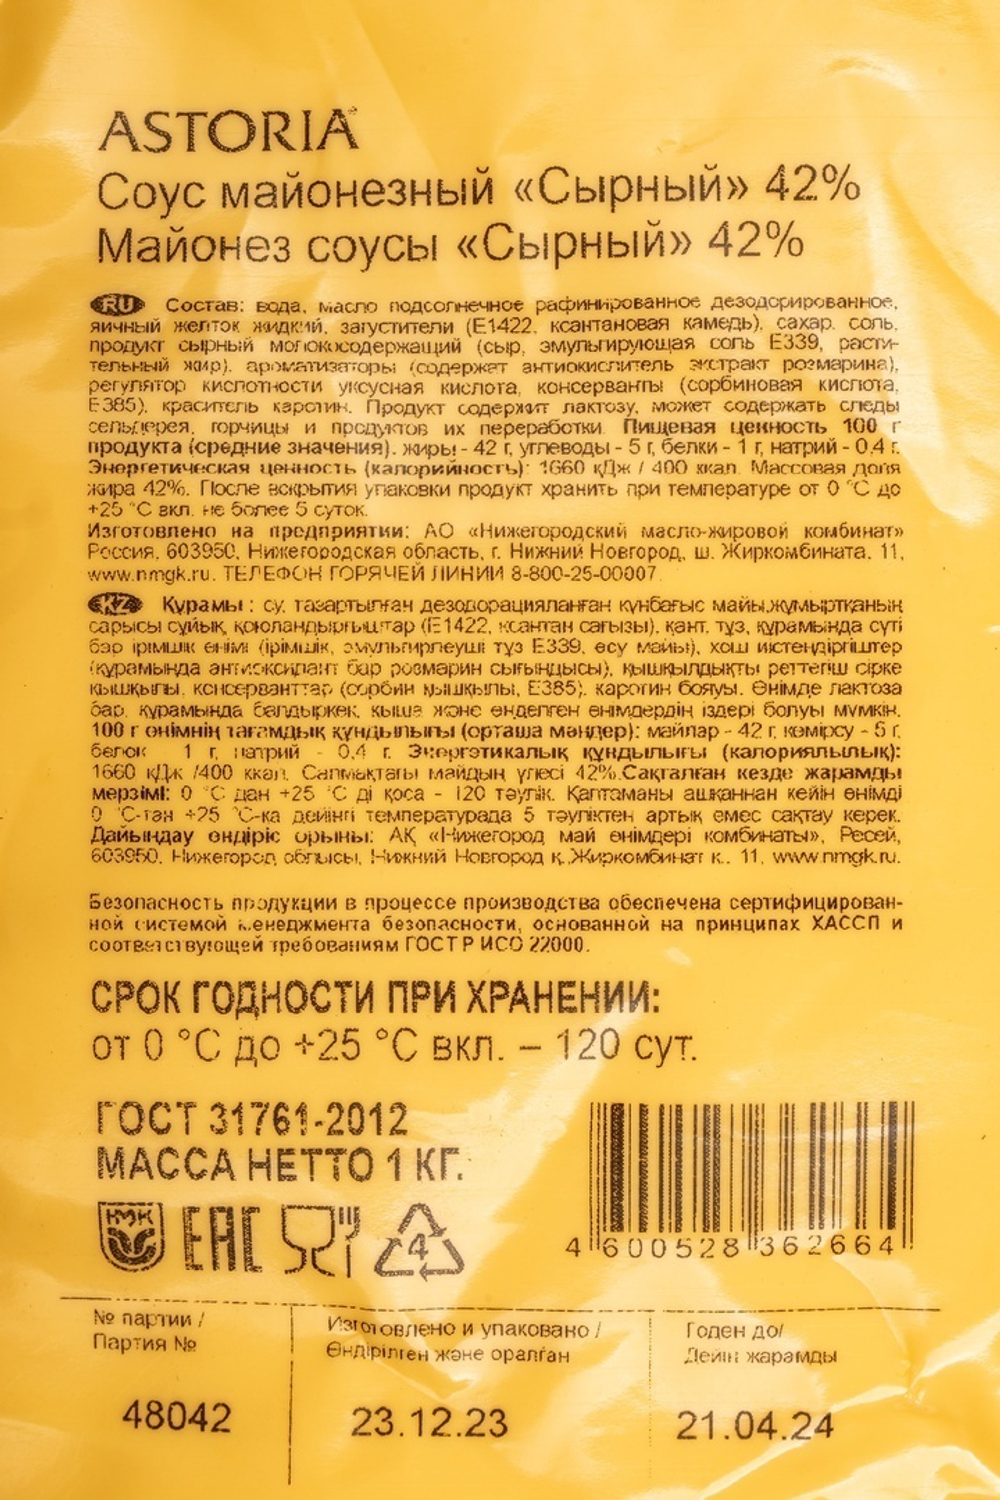 ASTORIA
Соус майонезный «Сырный» 42%
Майонез соусы «Сырный» 42%
RU Состав: вода, масло подсолнечное рафинированное дезодорированное,
яичный желток жидкий, загустители (Е1422, ксантановая камедь), сахар, соль,
продукт сырный молокосодержащий (сыр, эмульгирующая соль Е339, расти-
тельный жир), ароматизаторы (содержат антиокислитель экстракт розмарина),
регулятор кислотности уксусная кислота, консерванты (сорбиновая кислота,
Е385), краситель каротин. Продукт содержит лактозу, может содержать следы
сельдерея, горчицы и продуктов их переработки. Пищевая ценность 100 г
продукта (средние значения), жиры - 42 г, углеводы - 5 г, белки - 1 г, натрий - 0,4 г.
Энергетическая ценность (калорийность): 1660 кДж / 400 ккал. Массовая доля
жира 42%. После вскрытия упаковки продукт хранить при температуре от 0 °С до
+25 °С вкл. не более 5 суток.
Изготовлено на предприятии: АО «Нижегородский масло-жировой комбинат»
Россия, 603950, Нижегородская область, г. Нижний Новгород, ш. Жиркомбината, 11,
www.nmgk.ru. ТЕЛЕФОН ГОРЯЧЕЙ ЛИНИИ 8-800-25-00007
KZ Құрамы : су, тазартылған дезодорацияланған күнбағыс майы,жұмыртқаның
сарысы сұйық, қоюландырғыштар (Е1422, ксантан сағызы), қант, тұз, құрамында сүті
бар ірімшік өнімі (ірімшік, эмульгирлеуші тұз Е339, өсу майы), хош иістендіргіштер
(құрамында антиоксидант бар розмарин сығындысы), қышқылдықты реттегіш сірке
қышқылы, консерванттар (сорбин қышқылы, Е385), каротин бояуы. Өнімде лактоза
бар, құрамында балдыркөк, қыша және өңделген өнімдердің іздері болуы мүмкін.
100 г өнімнің тағамдық құндылығы (орташа мәндер): майлар - 42 г, көмірсу - 5 г,
белок 1 г, натрий - 0,4 г. Энергэтикалық құндылығы (калориялылық):
1660 кДж /400 ккал. Салмақтағы майдың үлесі 42%.Сақталған кезде жарамды
мерзімі: 0 °С дан +25 °С ді қоса - 120 тәулік. Қаптаманы ашқаннан кейін өнімді
0 °С-тан +25 °С-ка дейінгі температурада 5 тәуліктен артық емес сақтау керек.
Дайындау өндіріс орыны: АҚ «Нижегород май өнімдері комбинаты», Ресей,
603950, Нижегород облысы, Нижний Новгород қ.,Жиркомбинат к., 11, www.nmgk.ru.
Безопасность продукции в процессе производства обеспечена сертифицирован-
ной системой менеджмента безопасности, основанной на принципах ХАССП и
соответствующей требованиям ГОСТ Р ИСО 22000.
СРОК ГОДНОСТИ ПРИ ХРАНЕНИИ:
от 0 °С до +25 °С вкл. – 120 сут.
ГОСТ 31761-2012
МАССА НЕТТО 1 КГ.
НМЖК EAC 4
4 600528 362664
№ партии /
Партия №
48042
Изготовлено и упаковано /
Өндірілген және оралған
23.12.23
Годен до/
Дейін жарамды
21.04.24